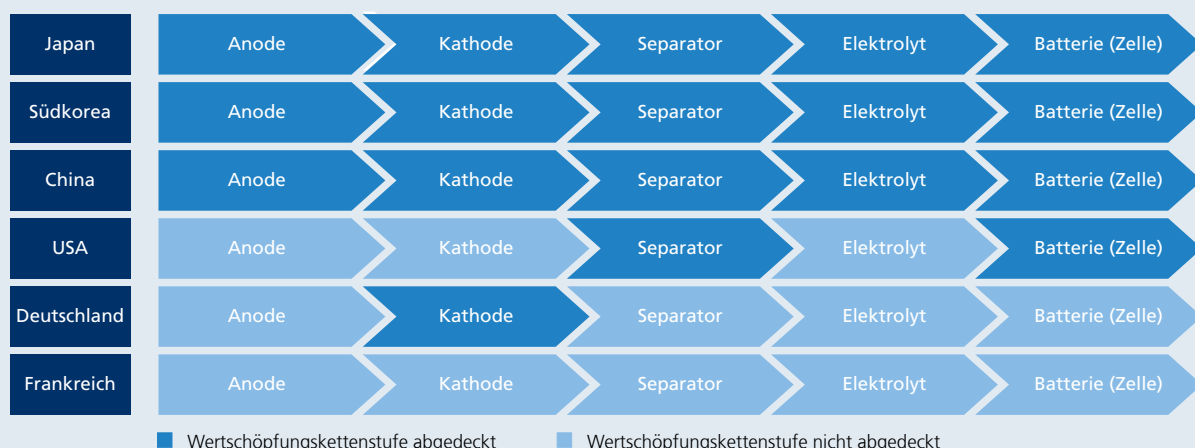 Japan Anode Kathode Separator Elektrolyt Batterie (Zelle)
Südkorea Anode Kathode Separator Elektrolyt Batterie (Zelle)
China Anode Kathode Separator Elektrolyt Batterie (Zelle)
USA Anode Kathode Separator Elektrolyt Batterie (Zelle)
Deutschland Anode Kathode Separator Elektrolyt Batterie (Zelle)
Frankreich Anode Kathode Separator Elektrolyt Batterie (Zelle)
Wertschöpfungskettenstufe abgedeckt Wertschöpfungskettenstufe nicht abgedeckt